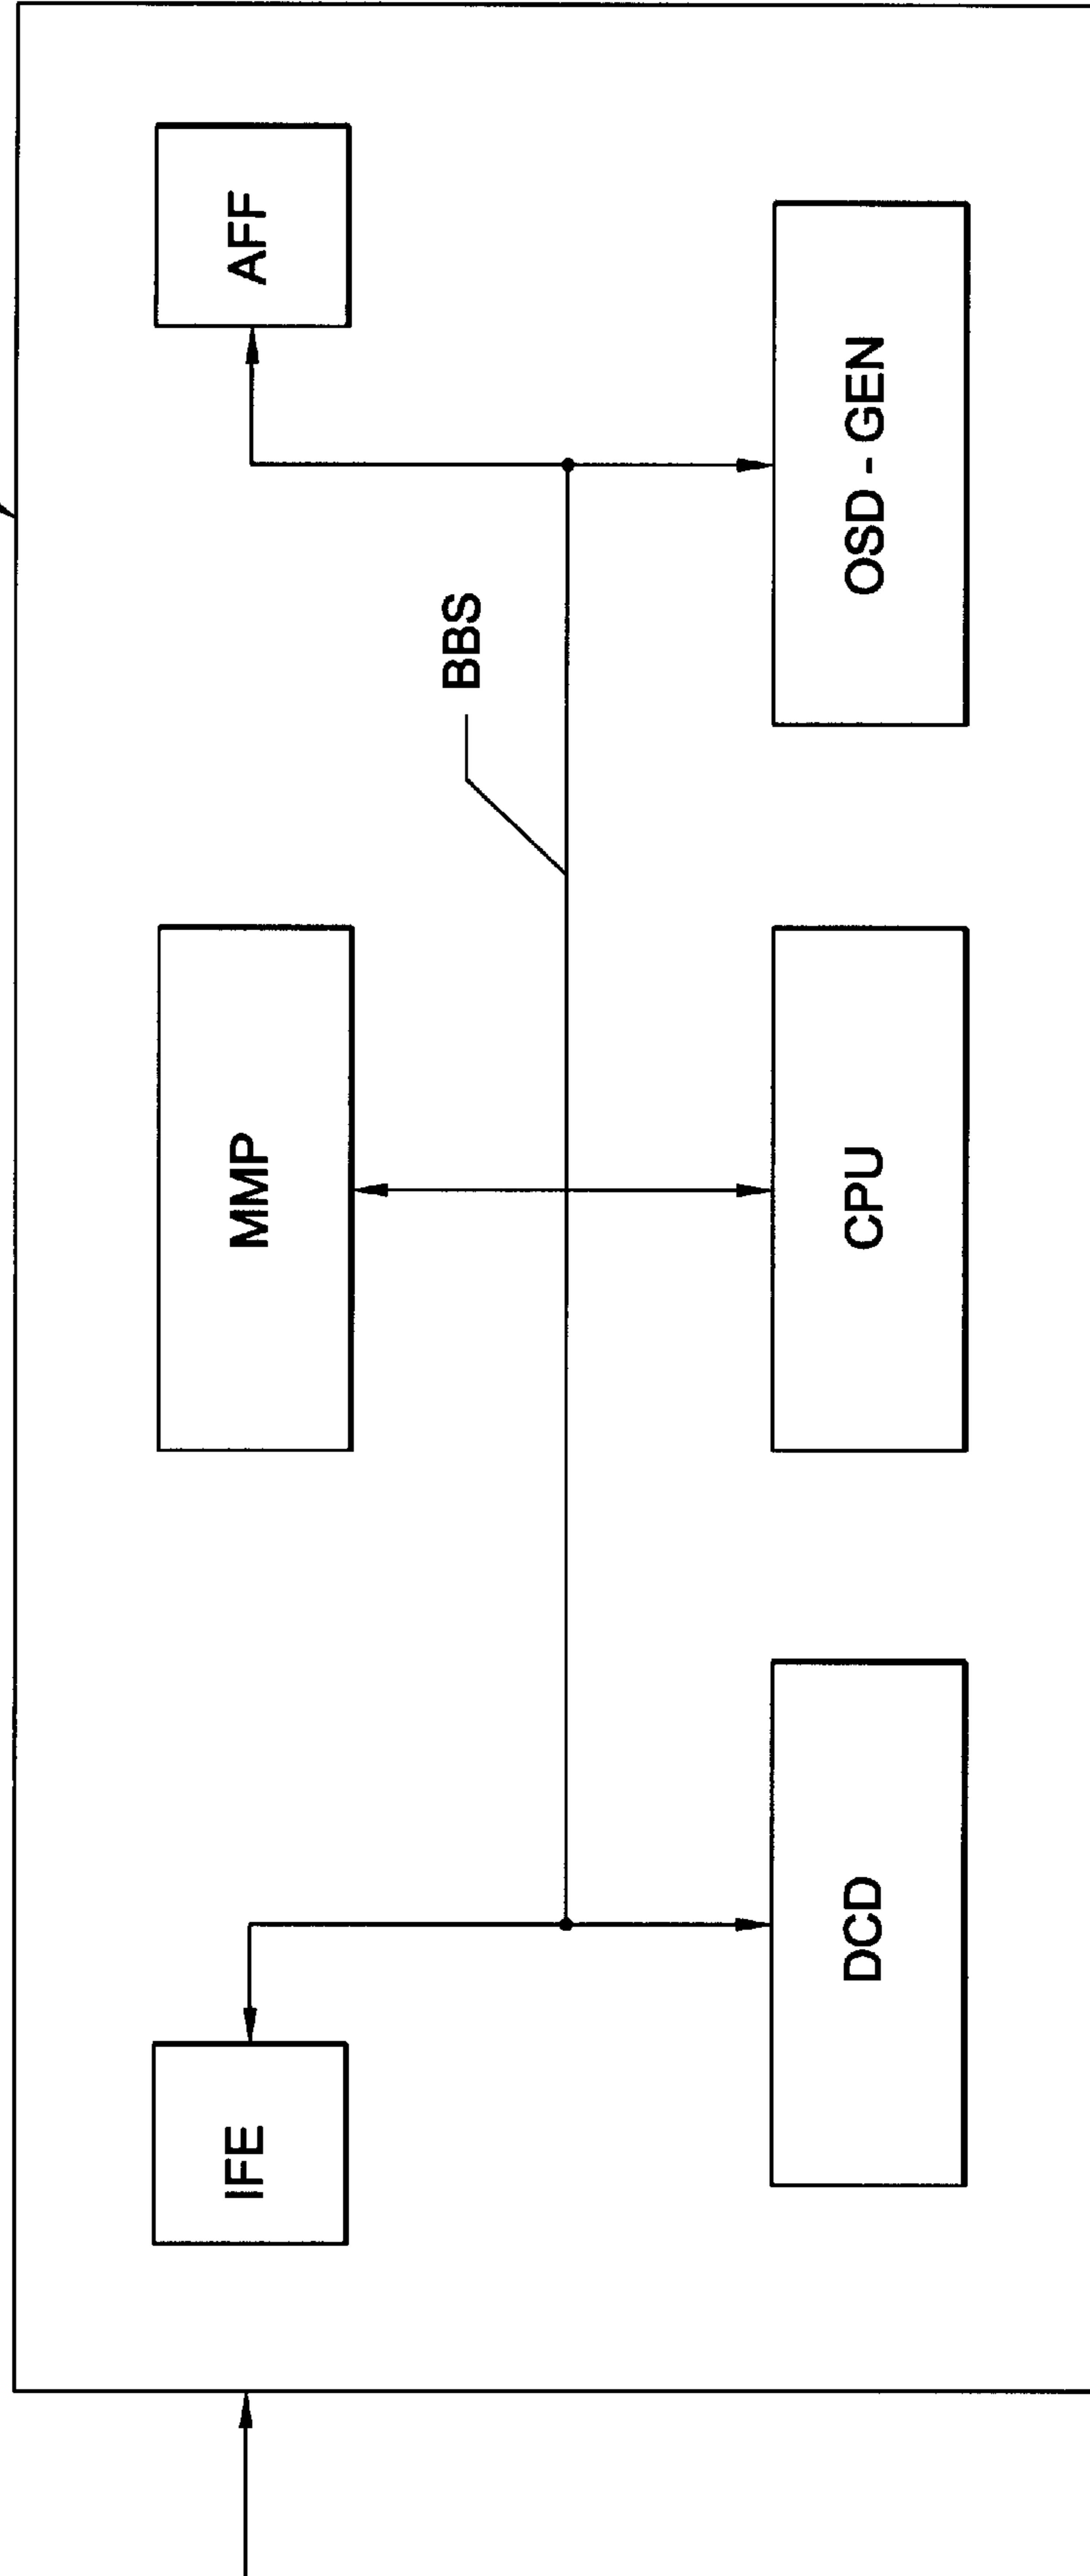 IFE
MMP
AFF
BBS
DCD
CPU
OSD - GEN